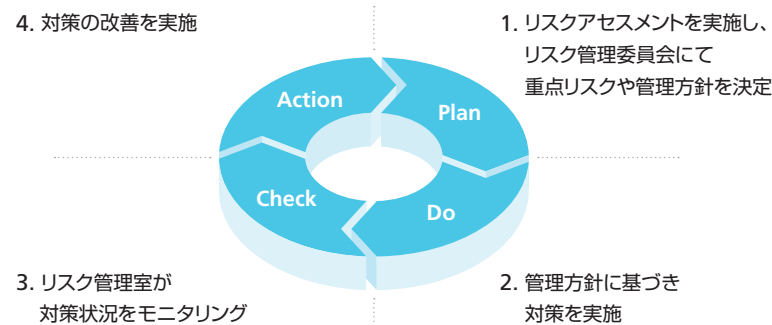 4. 対策の改善を実施
1. リスクアセスメントを実施し、
リスク管理委員会にて
重点リスクや管理方針を決定
Action
Plan
Check
Do
3. リスク管理室が
対策状況をモニタリング
2. 管理方針に基づき
対策を実施